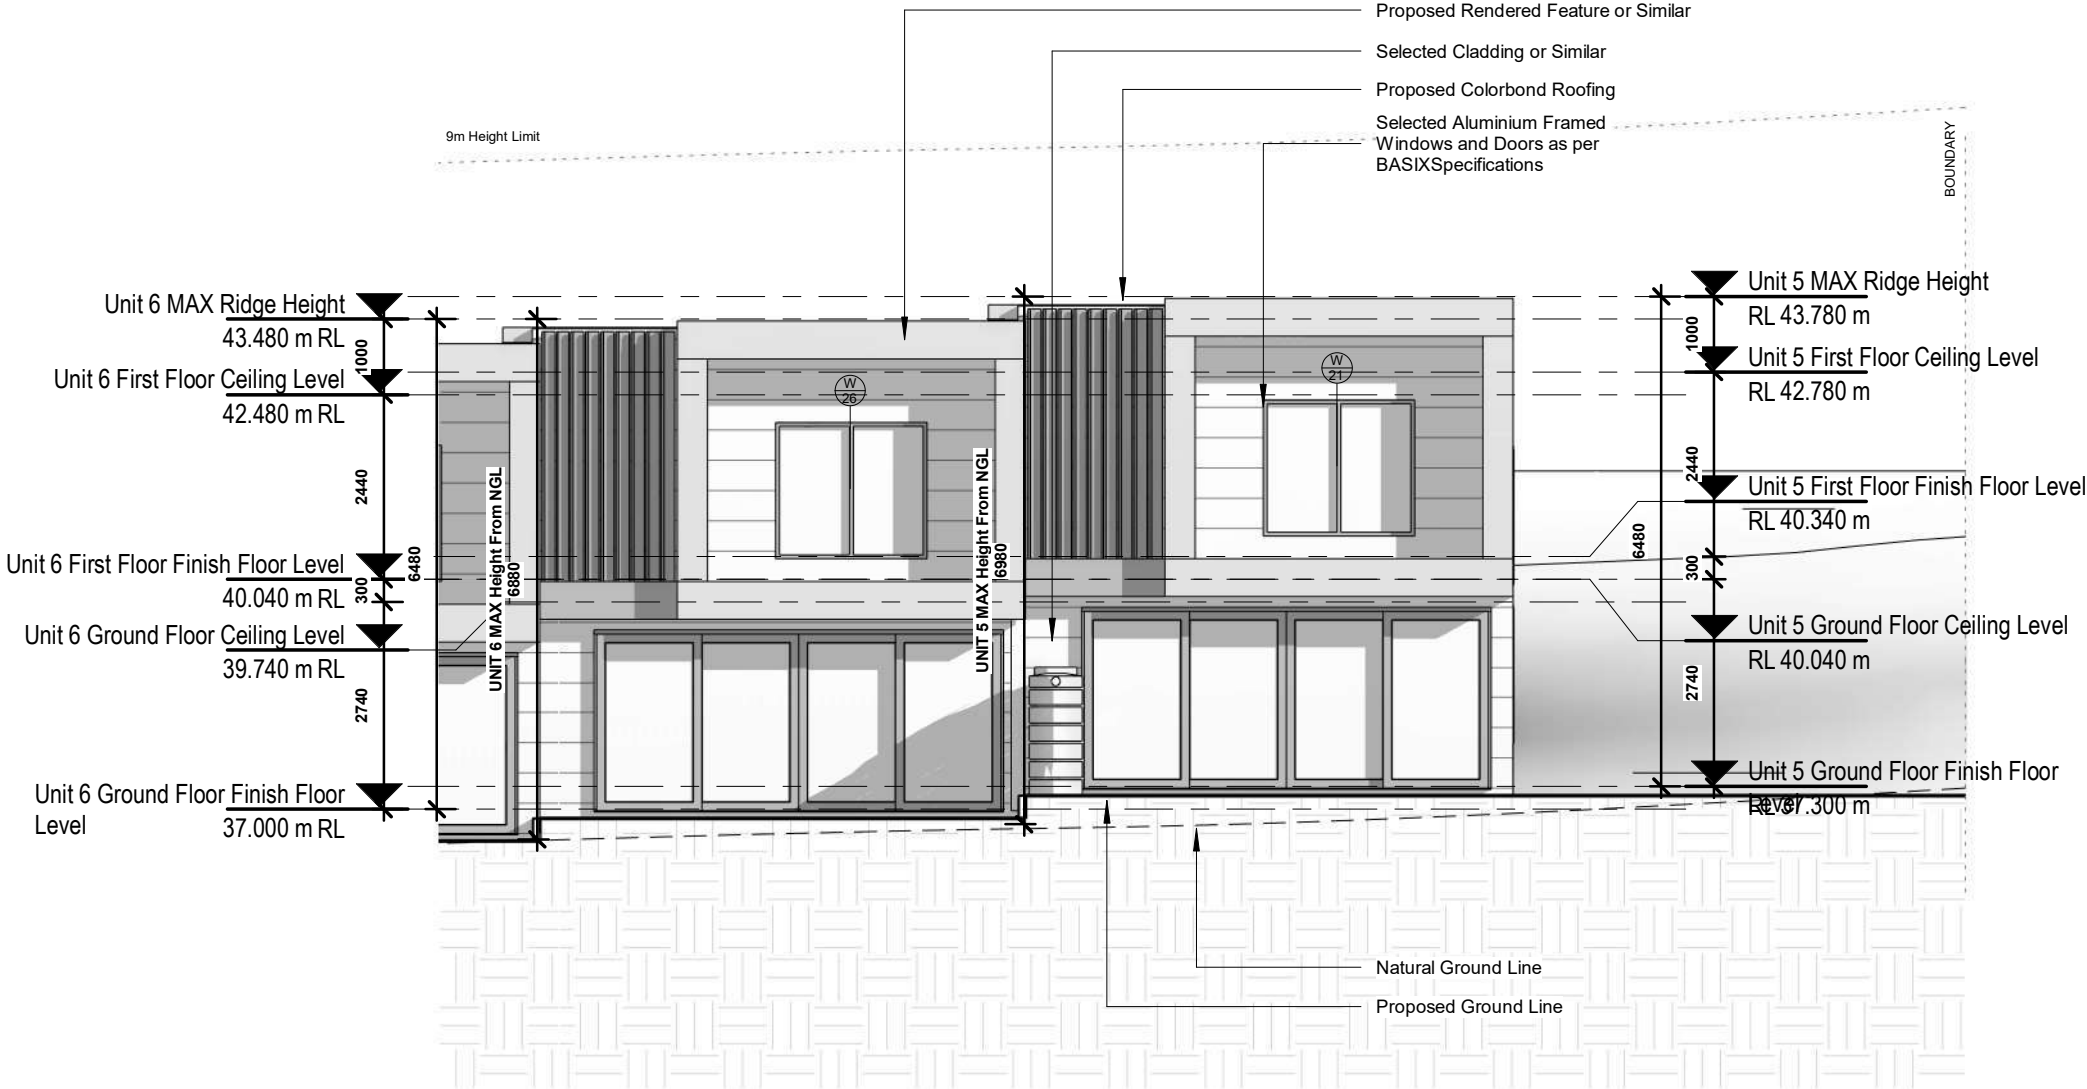 Proposed Rendered Feature or Similar
Selected Cladding or Similar
Proposed Colorbond Roofing
Selected Aluminium Framed
Windows and Doors as per
BASIXSpecifications
9m Height Limit
BOUNDARY
Unit 6 MAX Ridge Height
43.480 m RL
1000
Unit 6 First Floor Ceiling Level
42.480 m RL
2440
Unit 6 First Floor Finish Floor Level
40.040 m RL
300
Unit 6 Ground Floor Ceiling Level
39.740 m RL
2740
Unit 6 Ground Floor Finish Floor
Level
37.000 m RL
6480
UNIT 6 MAX Height From NGL
6880
W
26
UNIT 5 MAX Height From NGL
6980
W
21
6480
Unit 5 MAX Ridge Height
RL 43.780 m
1000
Unit 5 First Floor Ceiling Level
RL 42.780 m
2440
Unit 5 First Floor Finish Floor Level
RL 40.340 m
300
Unit 5 Ground Floor Ceiling Level
RL 40.040 m
2740
Unit 5 Ground Floor Finish Floor
Level
RL 37.300 m
Natural Ground Line
Proposed Ground Line